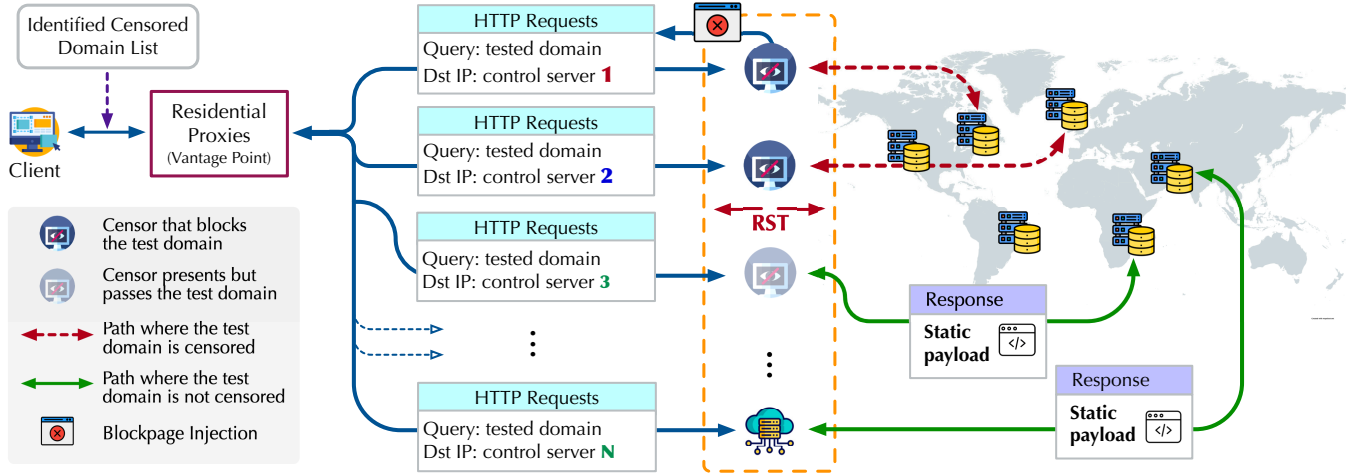 Identified Censored
Domain List
Client
Residential
Proxies
(Vantage Point)
HTTP Requests
Query: tested domain
Dst IP: control server 1
HTTP Requests
Query: tested domain
Dst IP: control server 2
HTTP Requests
Query: tested domain
Dst IP: control server 3
HTTP Requests
Query: tested domain
Dst IP: control server N
RST
Response
Static
payload
Response
Static
payload
Censor that blocks
the test domain
Censor presents but
passes the test domain
Path where the test
domain is censored
Path where the test
domain is not censored
Blockpage Injection